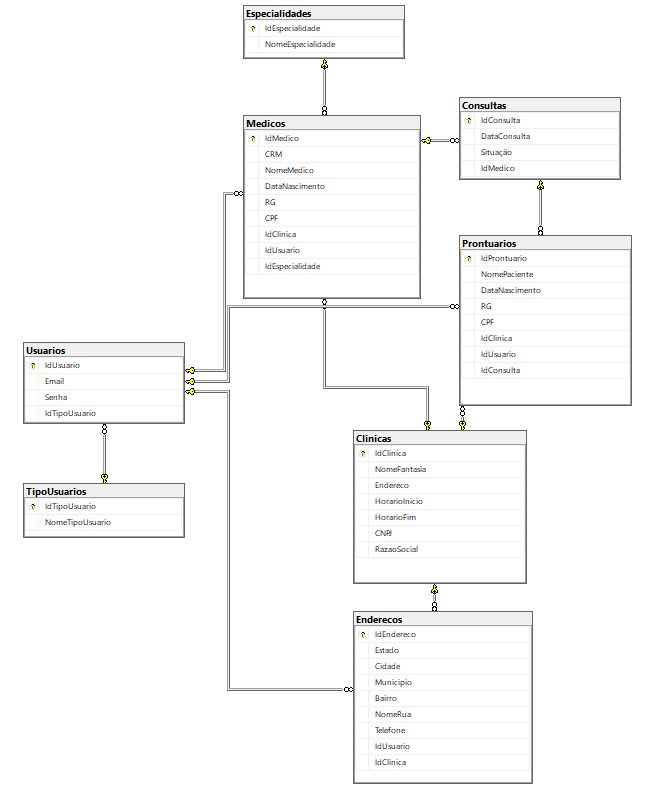 Especialidades
IdEspecialidade
NomeEspecialidade
Medicos
IdMedico
CRM
NomeMedico
DataNascimento
RG
CPF
IdClinica
IdUsuario
IdEspecialidade
Consultas
IdConsulta
DataConsulta
Situação
IdMedico
Prontuarios
IdProntuario
NomePaciente
DataNascimento
RG
CPF
IdClinica
IdUsuario
IdConsulta
Usuarios
IdUsuario
Email
Senha
IdTipoUsuario
TipoUsuarios
IdTipoUsuario
NomeTipoUsuario
Clinicas
IdClinica
NomeFantasia
Endereco
HorarioInicio
HorarioFim
CNPJ
RazaoSocial
Enderecos
IdEndereco
Estado
Cidade
Municipio
Bairro
NomeRua
Telefone
IdUsuario
IdClinica